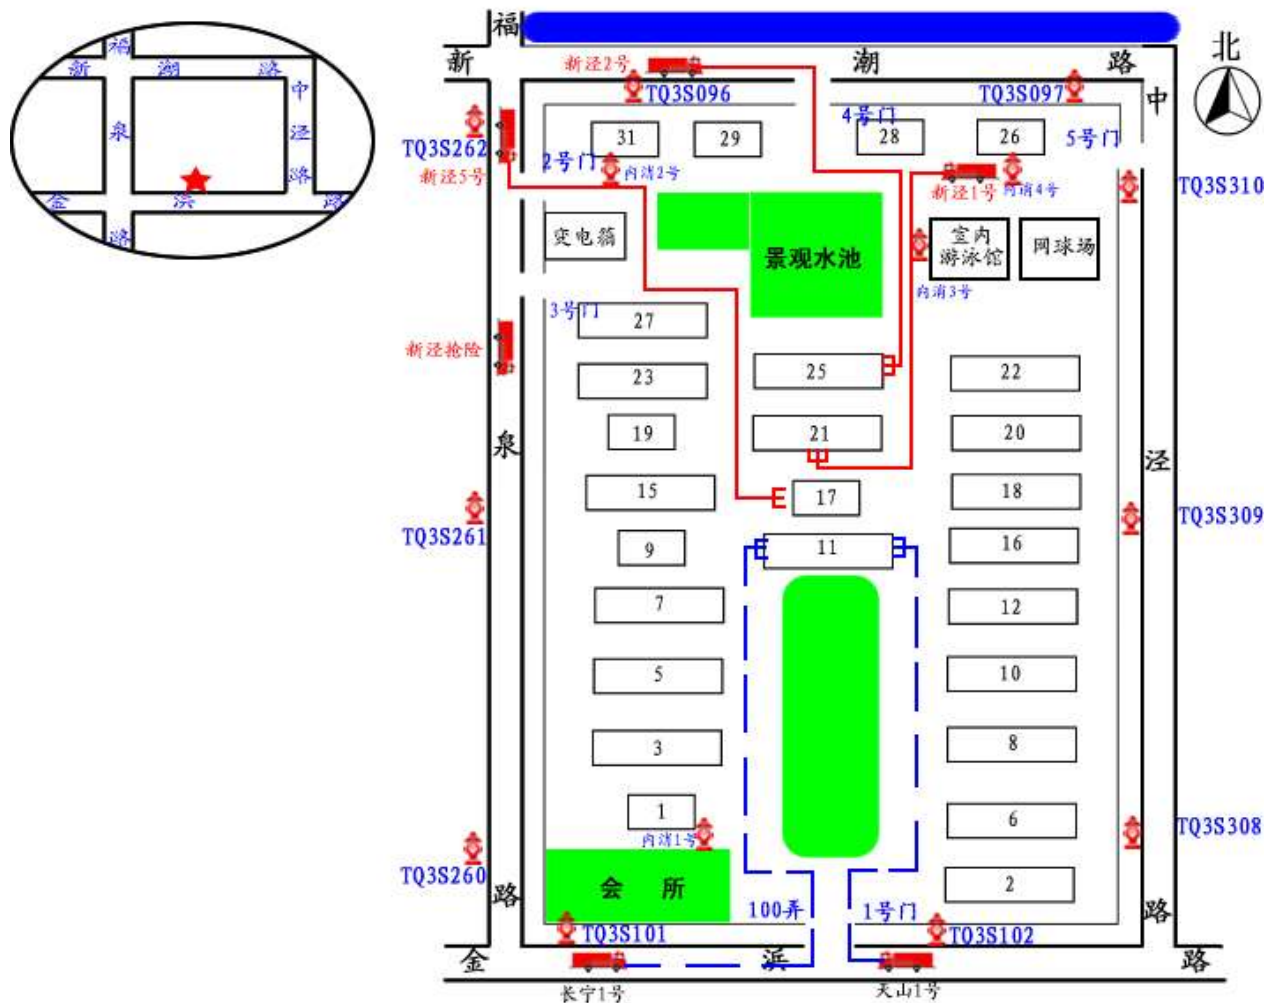 福
新 潮 路
泉
中
泾
路
金 浜 路
路
福
新 潮 路
北
新泾2号
TQ3S096
TQ3S097
中
4号门
5号门
TQ3S262
新泾5号
2号门
31
29
28
26
内消2号
新泾1号
内消4号
TQ3S310
变电箱
景观水池
室内
游泳馆
网球场
内消3号
3号门
27
新泾抢险
23
25
22
泉
19
21
20
泾
15
17
18
TQ3S261
TQ3S309
9
11
16
7
12
5
10
3
8
1
内消1号
6
TQ3S308
TQ3S260
会 所
2
路
路
100弄
1号门
TQ3S101
TQ3S102
金 浜 路
长宁1号
天山1号